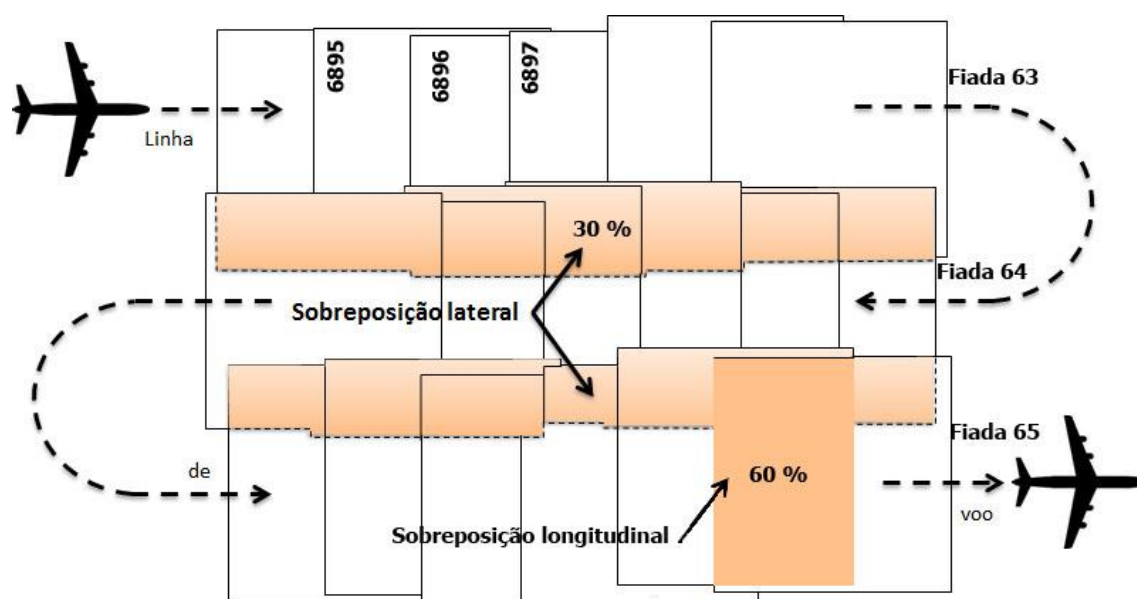 6895
6896
6897
Fiada 63
Linha
30 %
Fiada 64
Sobreposição lateral
Fiada 65
de
60 %
voo
Sobreposição longitudinal